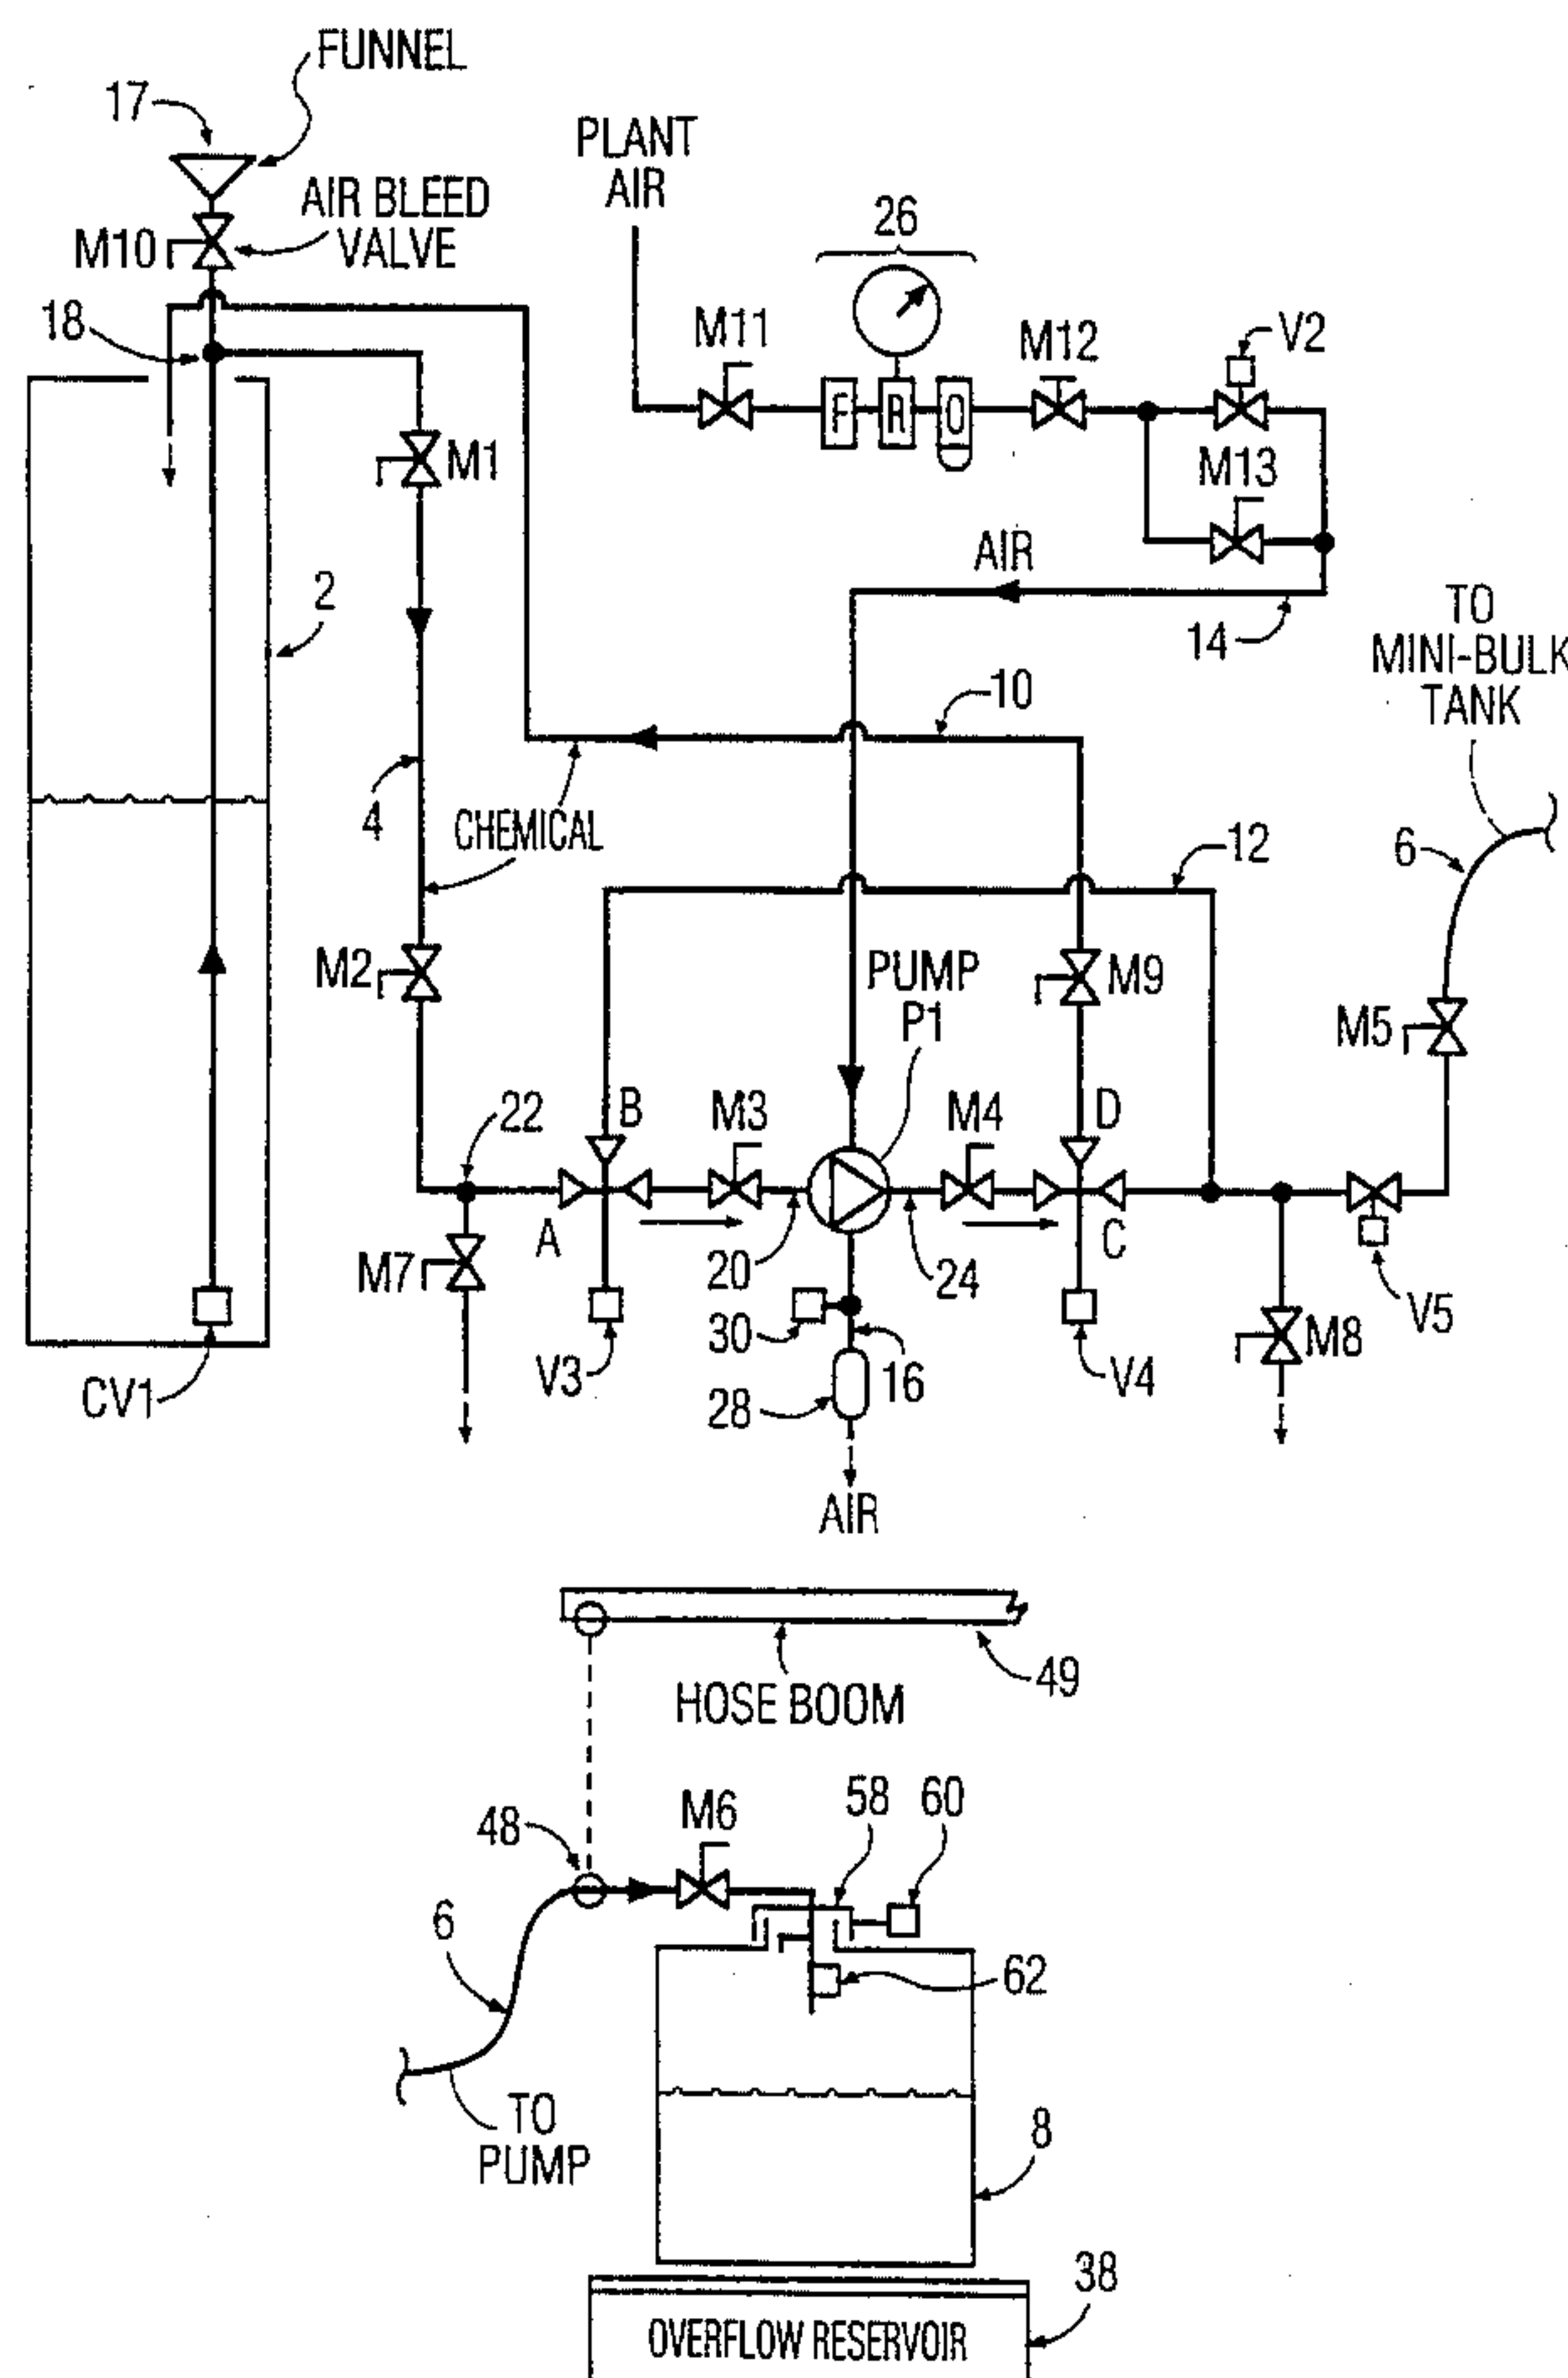 FUNNEL
17
PLANT
AIR
AIR BLEED
VALVE
M10
26
18
M11
M12
V2
F
R
O
M1
M13
AIR
2
14
TO
MINI-BULK
TANK
10
4
CHEMICAL
12
6
M2
PUMP
P1
M9
M5
22
B
M3
M4
D
A
20
24
C
M7
30
V5
M8
V3
16
V4
CV1
28
AIR
49
HOSE BOOM
58
60
M6
48
6
62
TO
PUMP
8
38
OVERFLOW RESERVOIR